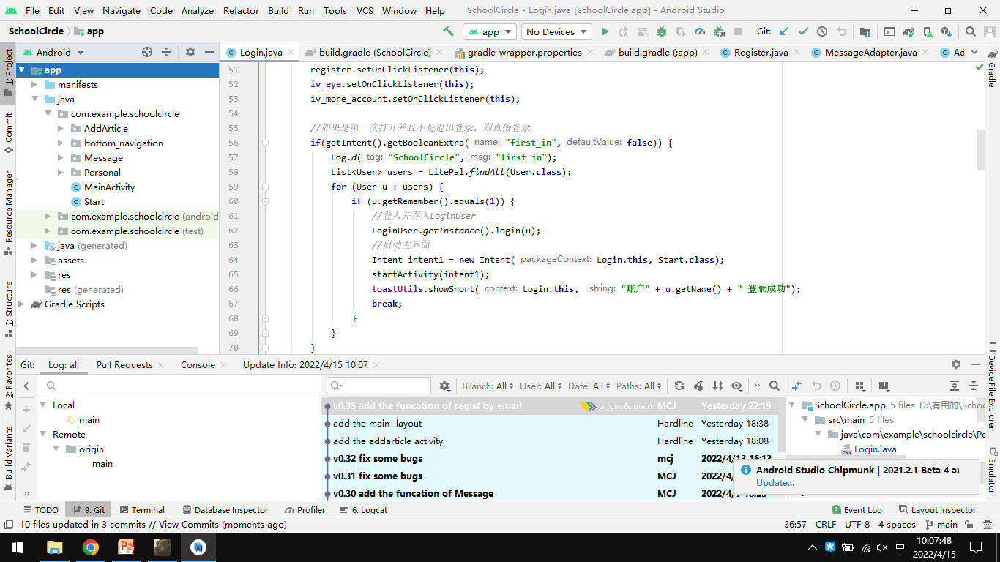 File Edit View Navigate Code Analyze Refactor Build Run Tools VCS Window Help SchoolCircle - Login.java [SchoolCircle.app] - Android Studio
SchoolCircle app app No Devices Git:
Android Login.java build.gradle (SchoolCircle) gradle-wrapper.properties build.gradle (:app) Register.java MessageAdapter.java Ad
1: Project
Commit
Resource Manager
7: Structure
2: Favorites
Build Variants
app
manifests
java
com.example.schoolcircle
AddArticle
bottom_navigation
Message
Personal
MainActivity
Start
com.example.schoolcircle (android
com.example.schoolcircle (test)
java (generated)
assets
res
res (generated)
Gradle Scripts
51 register.setOnClickListener(this);
52 iv_eye.setOnClickListener(this);
53 iv_more_account.setOnClickListener(this);
54
55 //如果是第一次打开并且不是退出登录，则直接登录
56 if(getIntent().getBooleanExtra( name: "first_in", defaultValue: false)) {
57 Log.d( tag: "SchoolCircle", msg: "first_in");
58 List<User> users = LitePal.findAll(User.class);
59 for (User u : users) {
60 if (u.getRemember().equals(1)) {
61 //登入并存入LoginUser
62 LoginUser.getInstance().login(u);
63 //启动主界面
64 Intent intent1 = new Intent( packageContext: Login.this, Start.class);
65 startActivity(intent1);
66 toastUtils.showShort( context: Login.this, string: "账户" + u.getName() + " 登录成功");
67 break;
68 }
69 }
70 }
Gradle
Device File Explorer
Emulator
Git: Log: all Pull Requests Console Update Info: 2022/4/15 10:07
Branch: All User: All Date: All Paths: All
Local
main
Remote
origin
main
v0.35 add the funcation of regist by email origin & main MCJ Yesterday 22:19
add the main -layout Hardline Yesterday 18:38
add the addarticle activity Hardline Yesterday 18:08
v0.32 fix some bugs mcj 2022/4/13 16:13
v0.31 fix some bugs MCJ 2022/4/
v0.30 add the funcation of Message MCJ
SchoolCircle.app 5 files D:\有用的\Schoo
src\main 5 files
java\com\example\schoolcircle\Pe
Login.java
Android Studio Chipmunk | 2021.2.1 Beta 4 av
Update...
TODO 9: Git Terminal Database Inspector Profiler 6: Logcat 2 Event Log Layout Inspector
10 files updated in 3 commits // View Commits (moments ago) 36:57 CRLF UTF-8 4 spaces main
中 10:07:48
2022/4/15